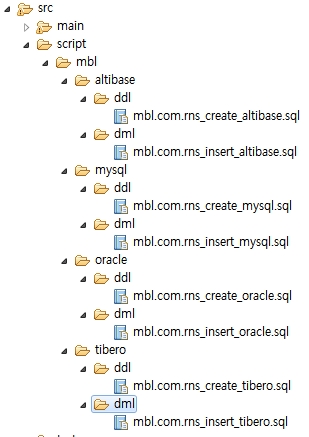 src
main
script
mbl
altibase
ddl
mbl.com.rns_create_altibase.sql
dml
mbl.com.rns_insert_altibase.sql
mysql
ddl
mbl.com.rns_create_mysql.sql
dml
mbl.com.rns_insert_mysql.sql
oracle
ddl
mbl.com.rns_create_oracle.sql
dml
mbl.com.rns_insert_oracle.sql
tibero
ddl
mbl.com.rns_create_tibero.sql
dml
mbl.com.rns_insert_tibero.sql